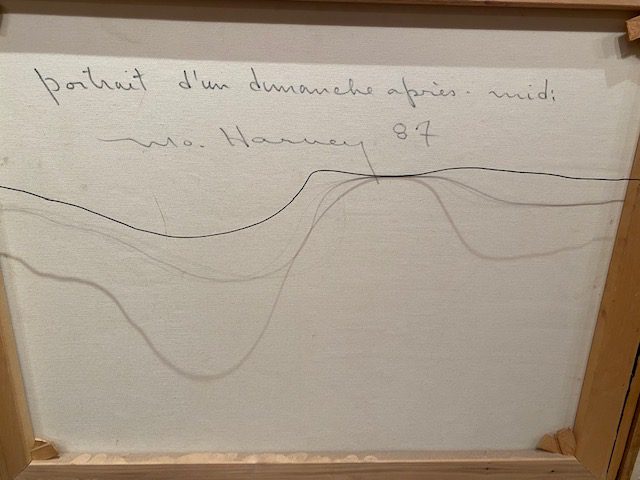 portrait d'un dimanche après-midi
Mo. Harvey 87